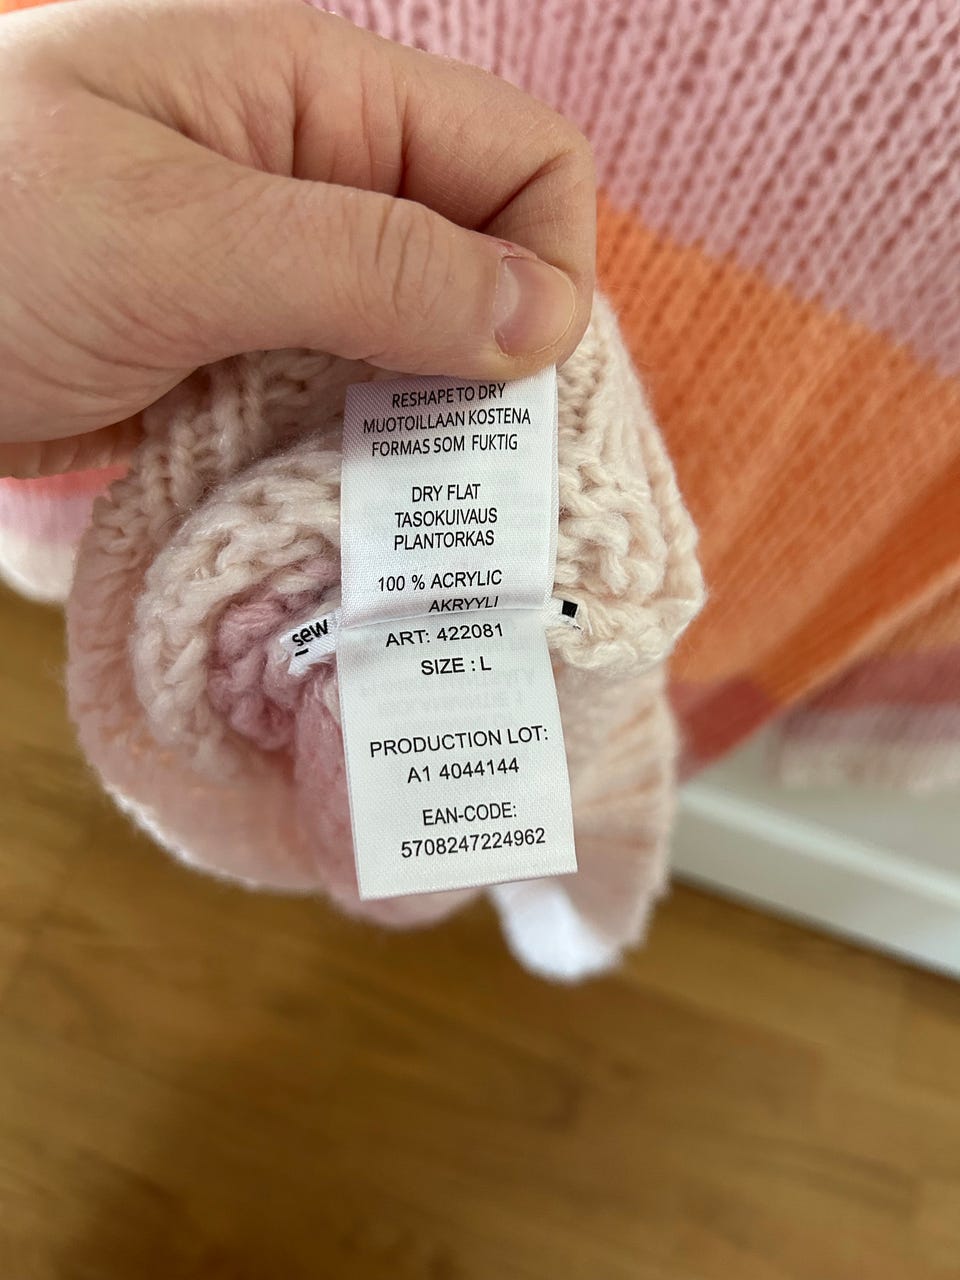 RESHAPE TO DRY
MUOTOILLAAN KOSTENA
FORMAS SOM FUKTIG
DRY FLAT
TASOKUIVAUS
PLANTORKAS
100 % ACRYLIC
AKRYYLI
sew
ART: 422081
SIZE : L
PRODUCTION LOT:
A1 4044144
EAN-CODE:
5708247224962